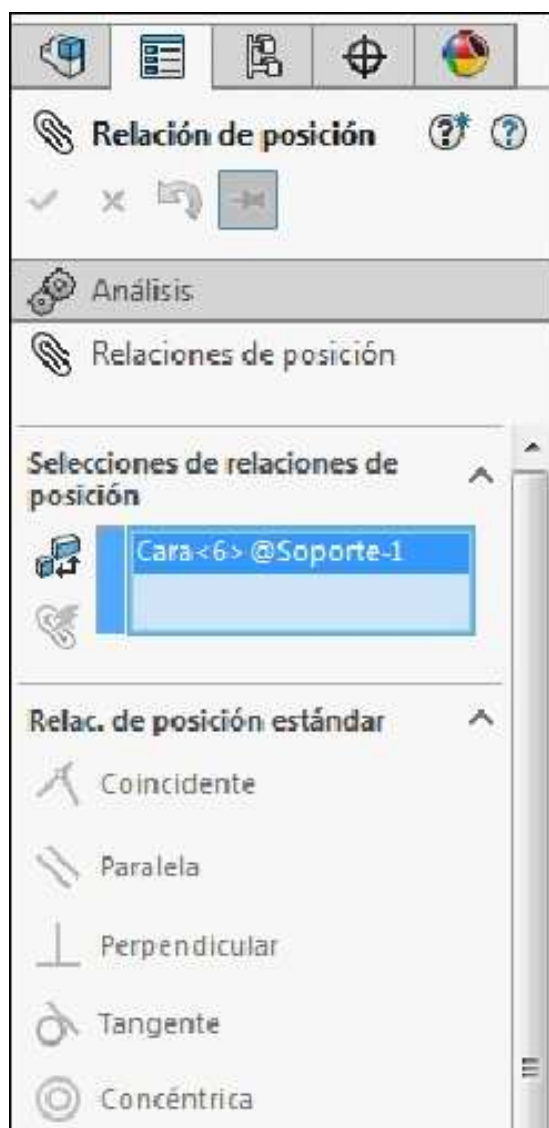 Relación de posición
Análisis
Relaciones de posición
Selecciones de relaciones de
posición
Cara<6> @Soporte-1
Relac. de posición estándar
Coincidente
Paralela
Perpendicular
Tangente
Concéntrica